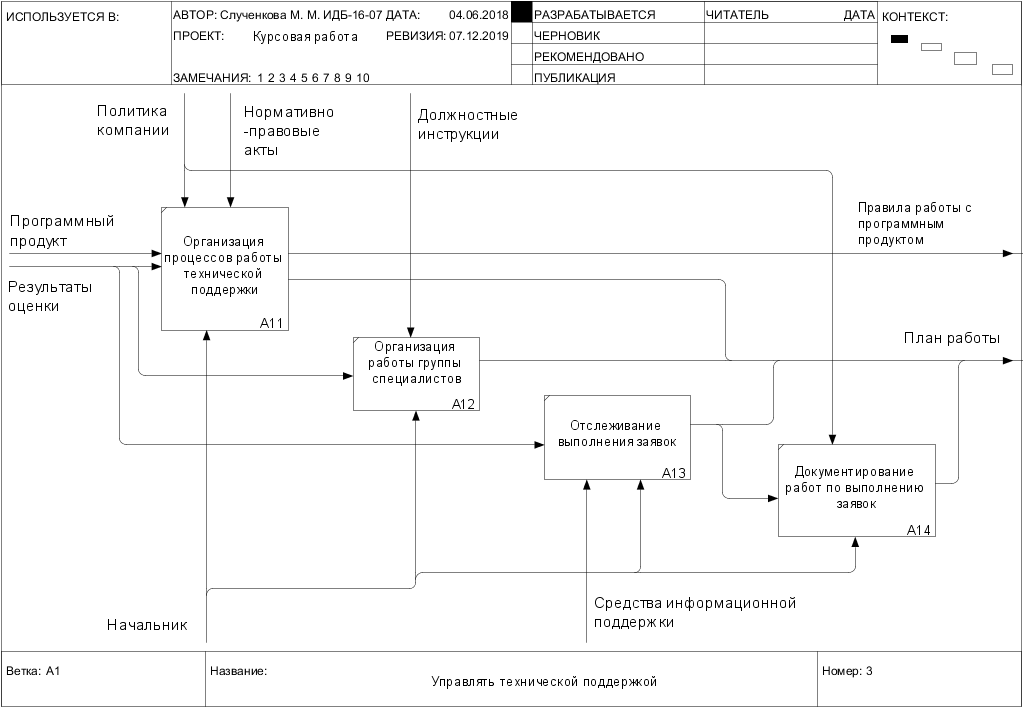 ИСПОЛЬЗУЕТСЯ В:
АВТОР: Слученкова М. М. ИДБ-16-07 ДАТА: 04.06.2018
ПРОЕКТ: Курсовая работа РЕВИЗИЯ: 07.12.2019
ЗАМЕЧАНИЯ: 1 2 3 4 5 6 7 8 9 10
РАЗРАБАТЫВАЕТСЯ
ЧЕРНОВИК
РЕКОМЕНДОВАНО
ПУБЛИКАЦИЯ
ЧИТАТЕЛЬ ДАТА
КОНТЕКСТ:
Политика
компании
Нормативно
-правовые
акты
Должностные
инструкции
Программный
продукт
Результаты
оценки
Организация
процессов работы
технической
поддержки
A11
Правила работы с
программным
продуктом
План работы
Организация
работы группы
специалистов
A12
Отслеживание
выполнения заявок
A13
Документирование
работ по выполнению
заявок
A14
Начальник
Средства информационной
поддержки
Ветка: A1
Название:
Управлять технической поддержкой
Номер: 3